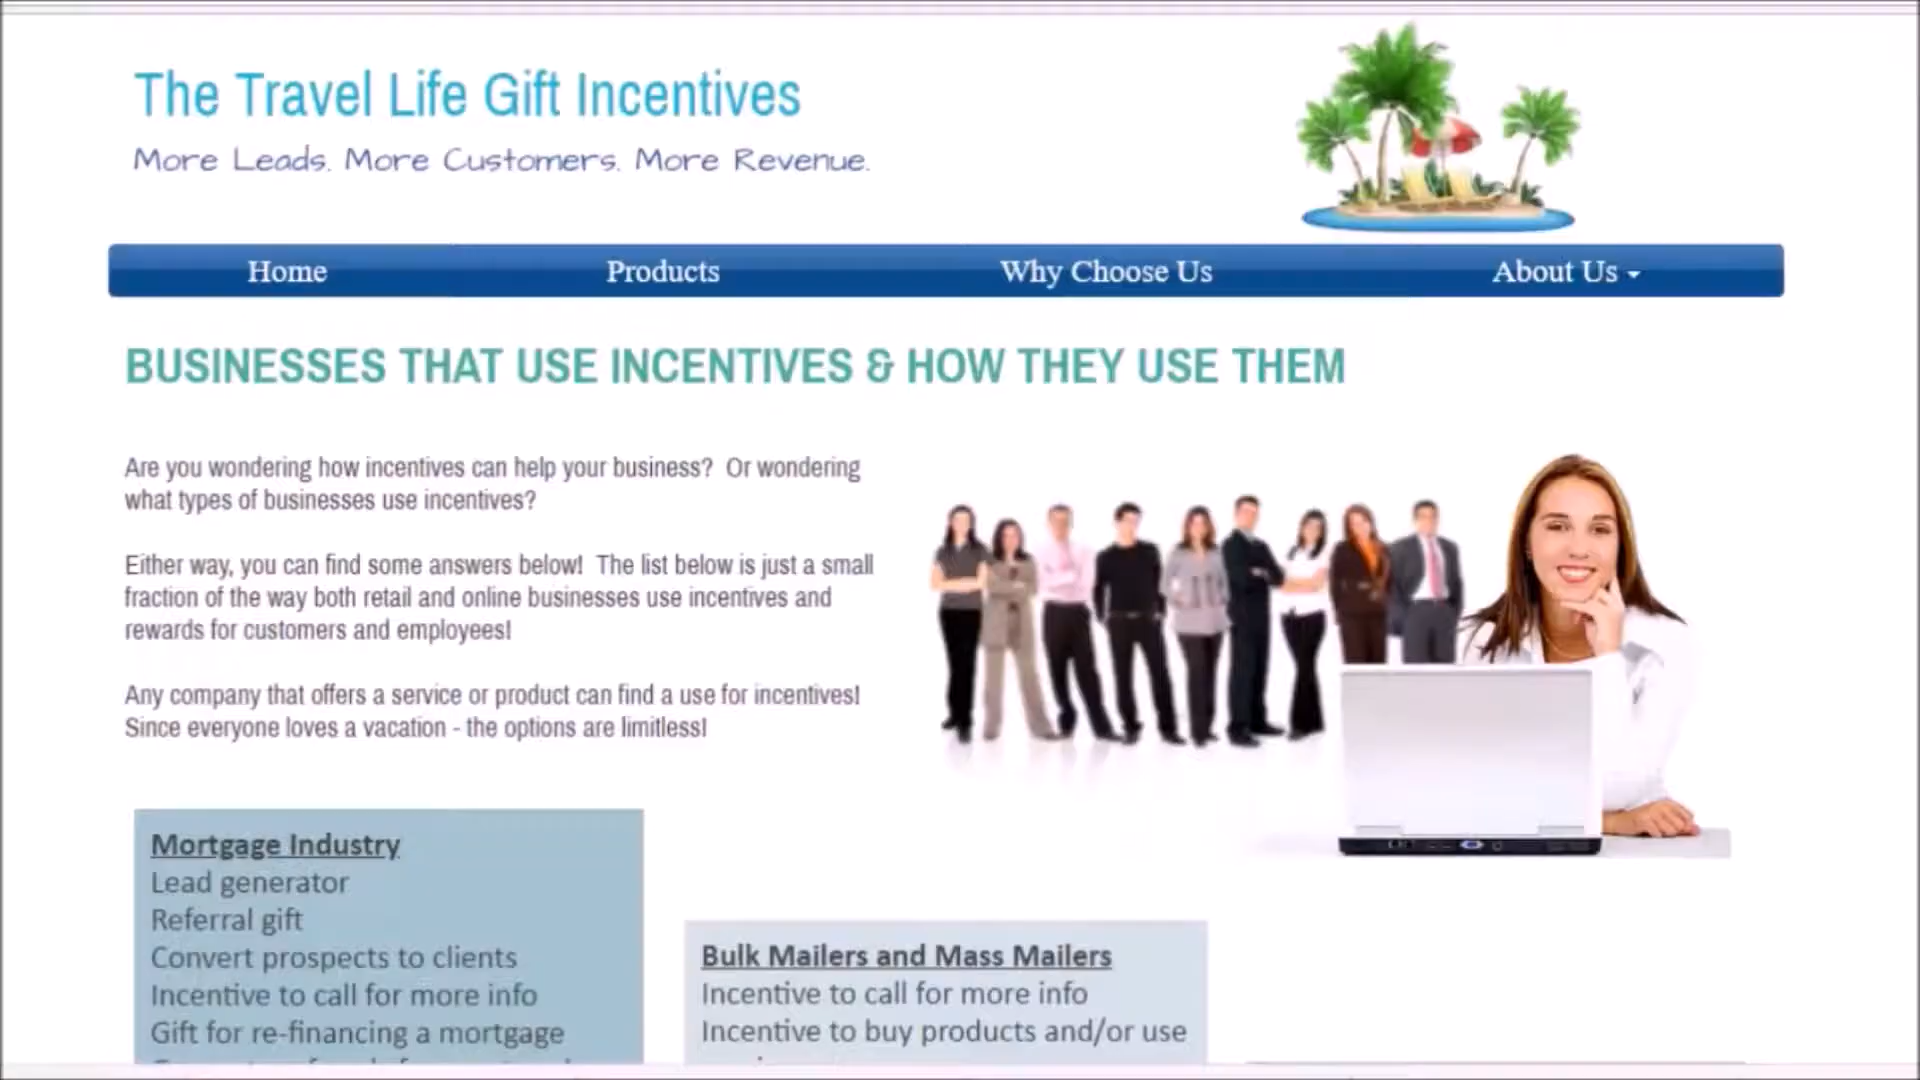 The Travel Life Gift Incentives
More Leads. More Customers. More Revenue.
Home
Products
Why Choose Us
About Us
BUSINESSES THAT USE INCENTIVES & HOW THEY USE THEM
Are you wondering how incentives can help your business?  Or wondering
what types of businesses use incentives?
Either way, you can find some answers below!  The list below is just a small
fraction of the way both retail and online businesses use incentives and
rewards for customers and employees!
Any company that offers a service or product can find a use for incentives!
Since everyone loves a vacation - the options are limitless!
Mortgage Industry
Lead generator
Referral gift
Convert prospects to clients
Incentive to call for more info
Gift for re-financing a mortgage
Bulk Mailers and Mass Mailers
Incentive to call for more info
Incentive to buy products and/or use